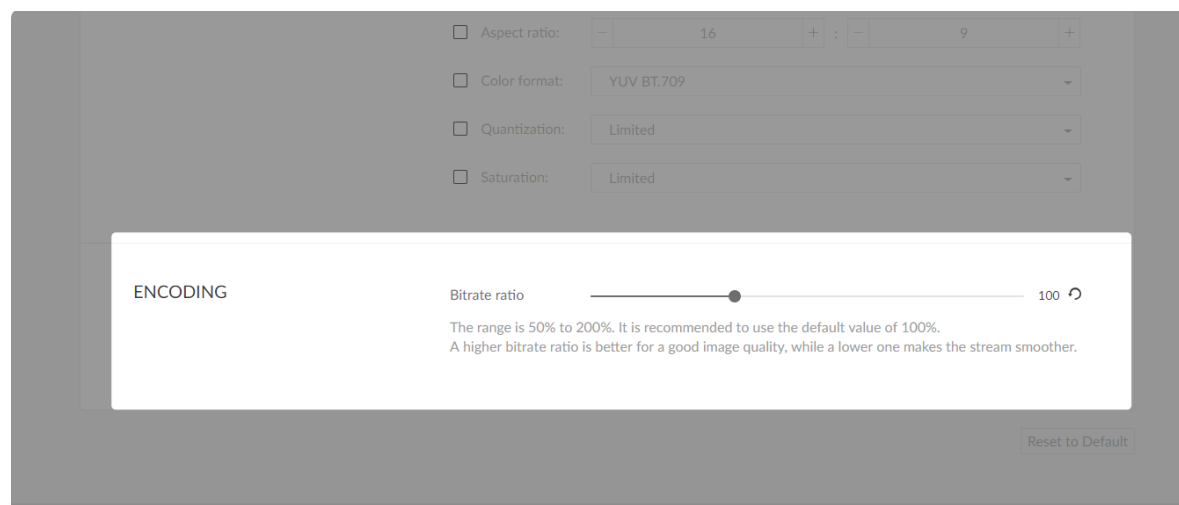 Aspect ratio: − 16 + : − 9 +
Color format: YUV BT.709
Quantization: Limited
Saturation: Limited
ENCODING
Bitrate ratio 100
The range is 50% to 200%. It is recommended to use the default value of 100%.
A higher bitrate ratio is better for a good image quality, while a lower one makes the stream smoother.
Reset to Default